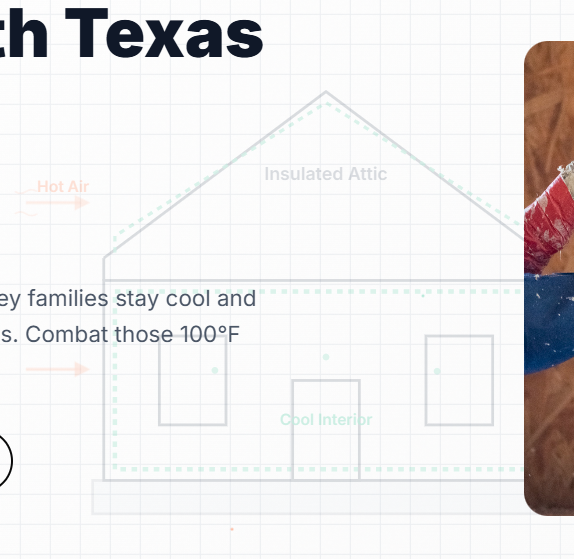 th Texas
Insulated Attic
Hot Air
ey families stay cool and
s. Combat those 100°F
Cool Interior